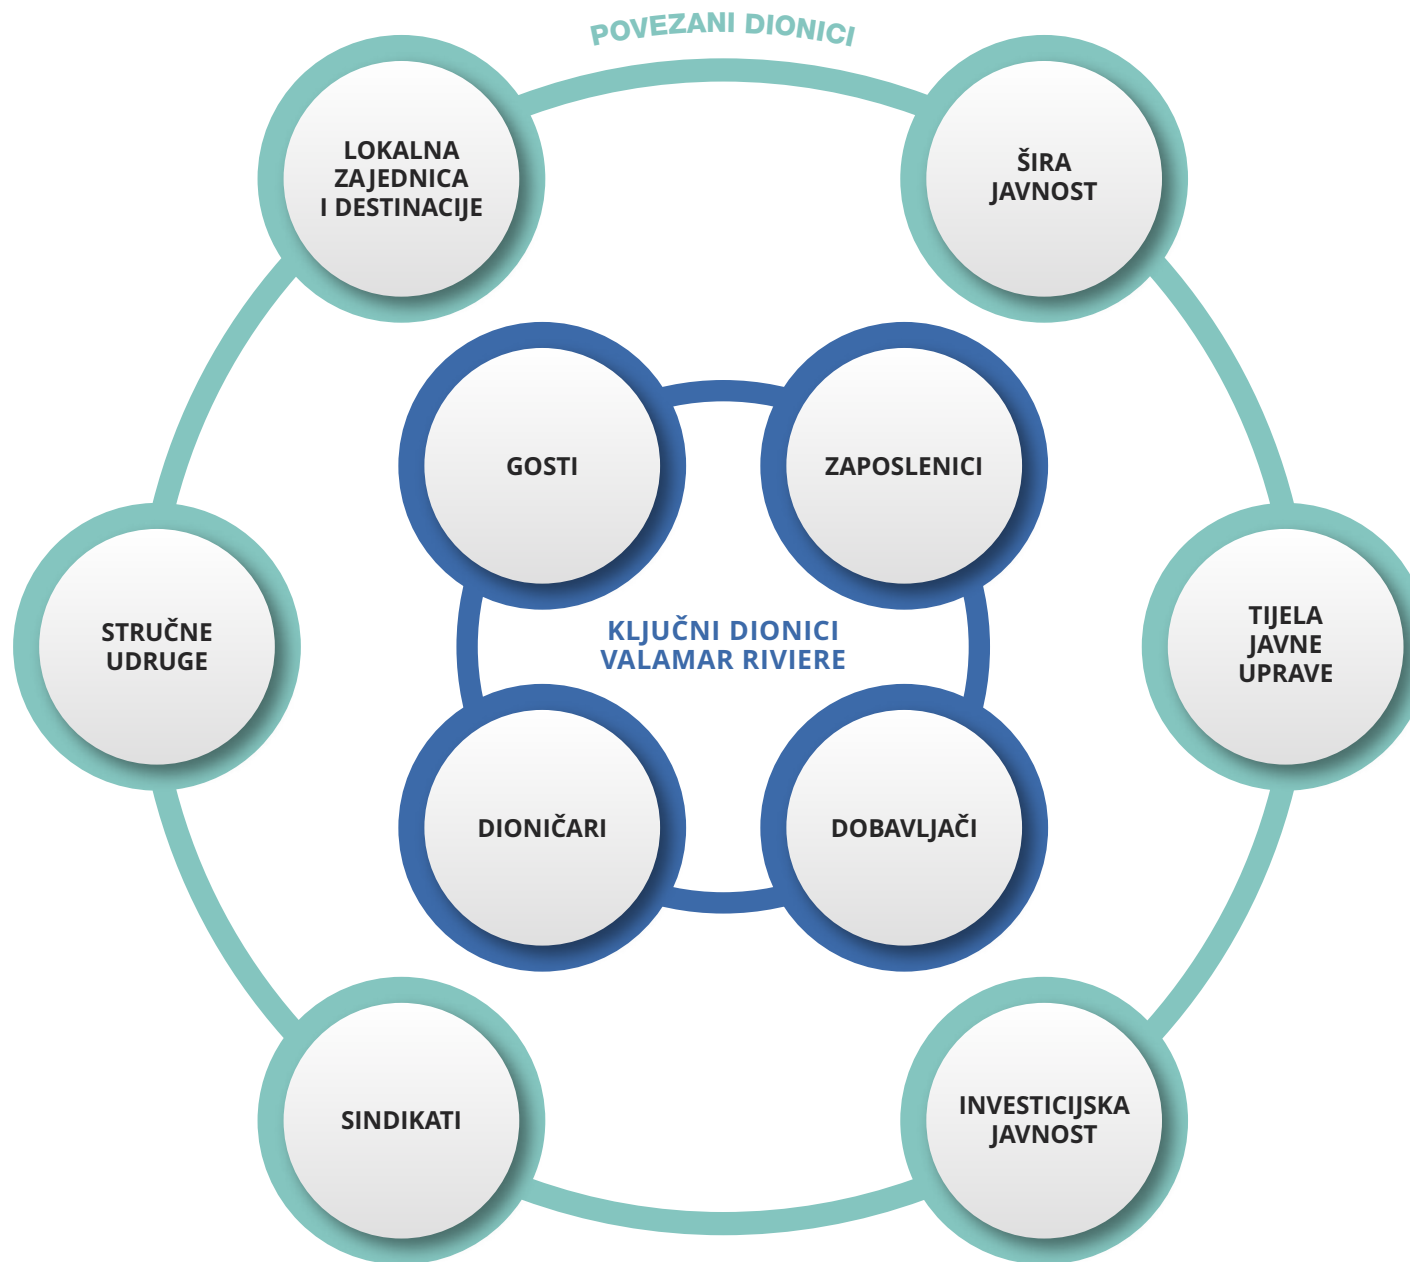 POVEZANI DIONICI
LOKALNA
ZAJEDNICA
I DESTINACIJE
ŠIRA
JAVNOST
GOSTI
ZAPOSLENICI
STRUČNE
UDRUGE
KLJUČNI DIONICI
VALAMAR RIVIERE
TIJELA
JAVNE
UPRAVE
DIONIČARI
DOBAVLJAČI
SINDIKATI
INVESTICIJSKA
JAVNOST